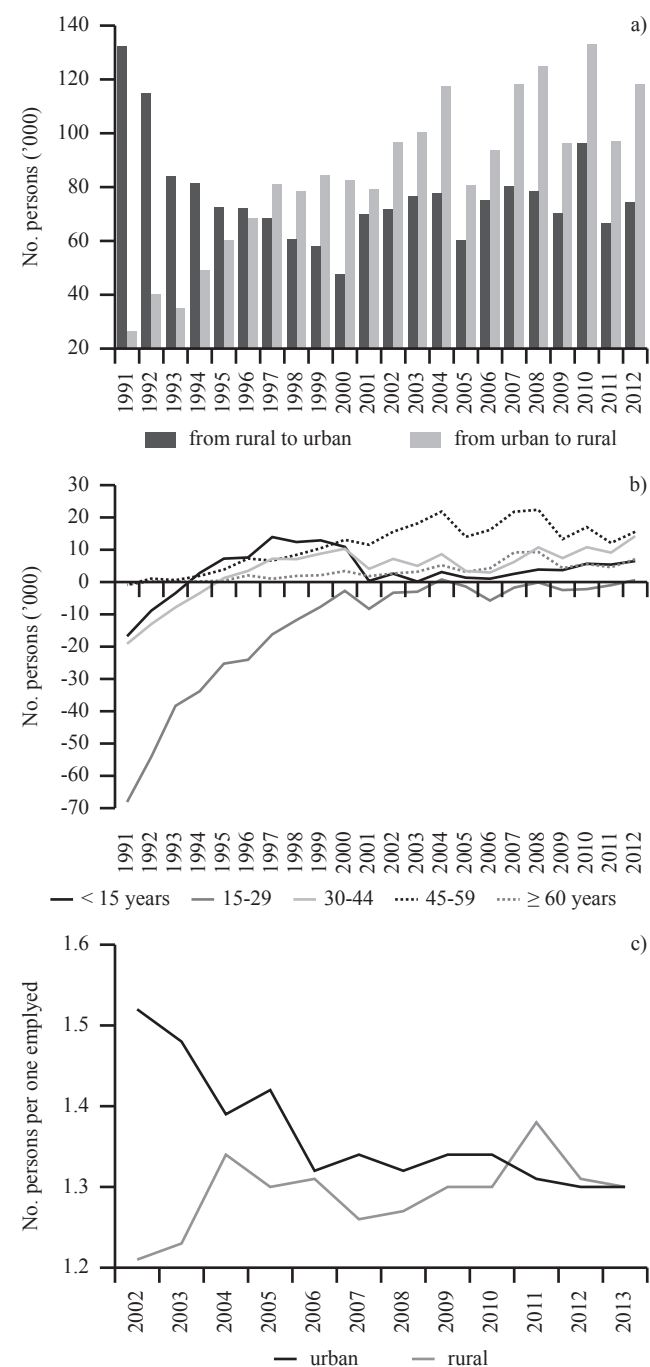 a)
No. persons ('000)
140
120
100
80
60
40
20
1991 1992 1993 1994 1995 1996 1997 1998 1999 2000 2001 2002 2003 2004 2005 2006 2007 2008 2009 2010 2011 2012
from rural to urban from urban to rural
b)
No. persons ('000)
30
20
10
0
-10
-20
-30
-40
-50
-60
-70
1991 1992 1993 1994 1995 1996 1997 1998 1999 2000 2001 2002 2003 2004 2005 2006 2007 2008 2009 2010 2011 2012
< 15 years 15-29 30-44 45-59 ≥ 60 years
c)
No. persons per one emplyed
1.6
1.5
1.4
1.3
1.2
2002 2003 2004 2005 2006 2007 2008 2009 2010 2011 2012 2013
urban rural